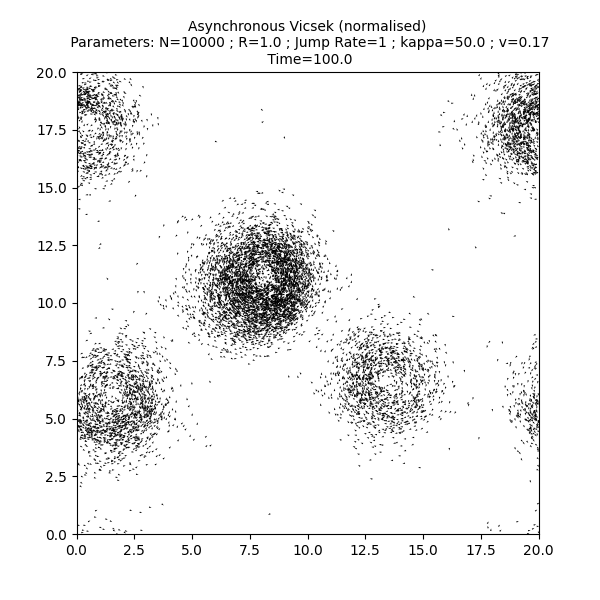 Asynchronous Vicsek (normalised)
Parameters: N=10000 ; R=1.0 ; Jump Rate=1 ; kappa=50.0 ; v=0.17
Time=100.0
20.0
17.5
15.0
12.5
10.0
7.5
5.0
2.5
0.0
0.0 2.5 5.0 7.5 10.0 12.5 15.0 17.5 20.0